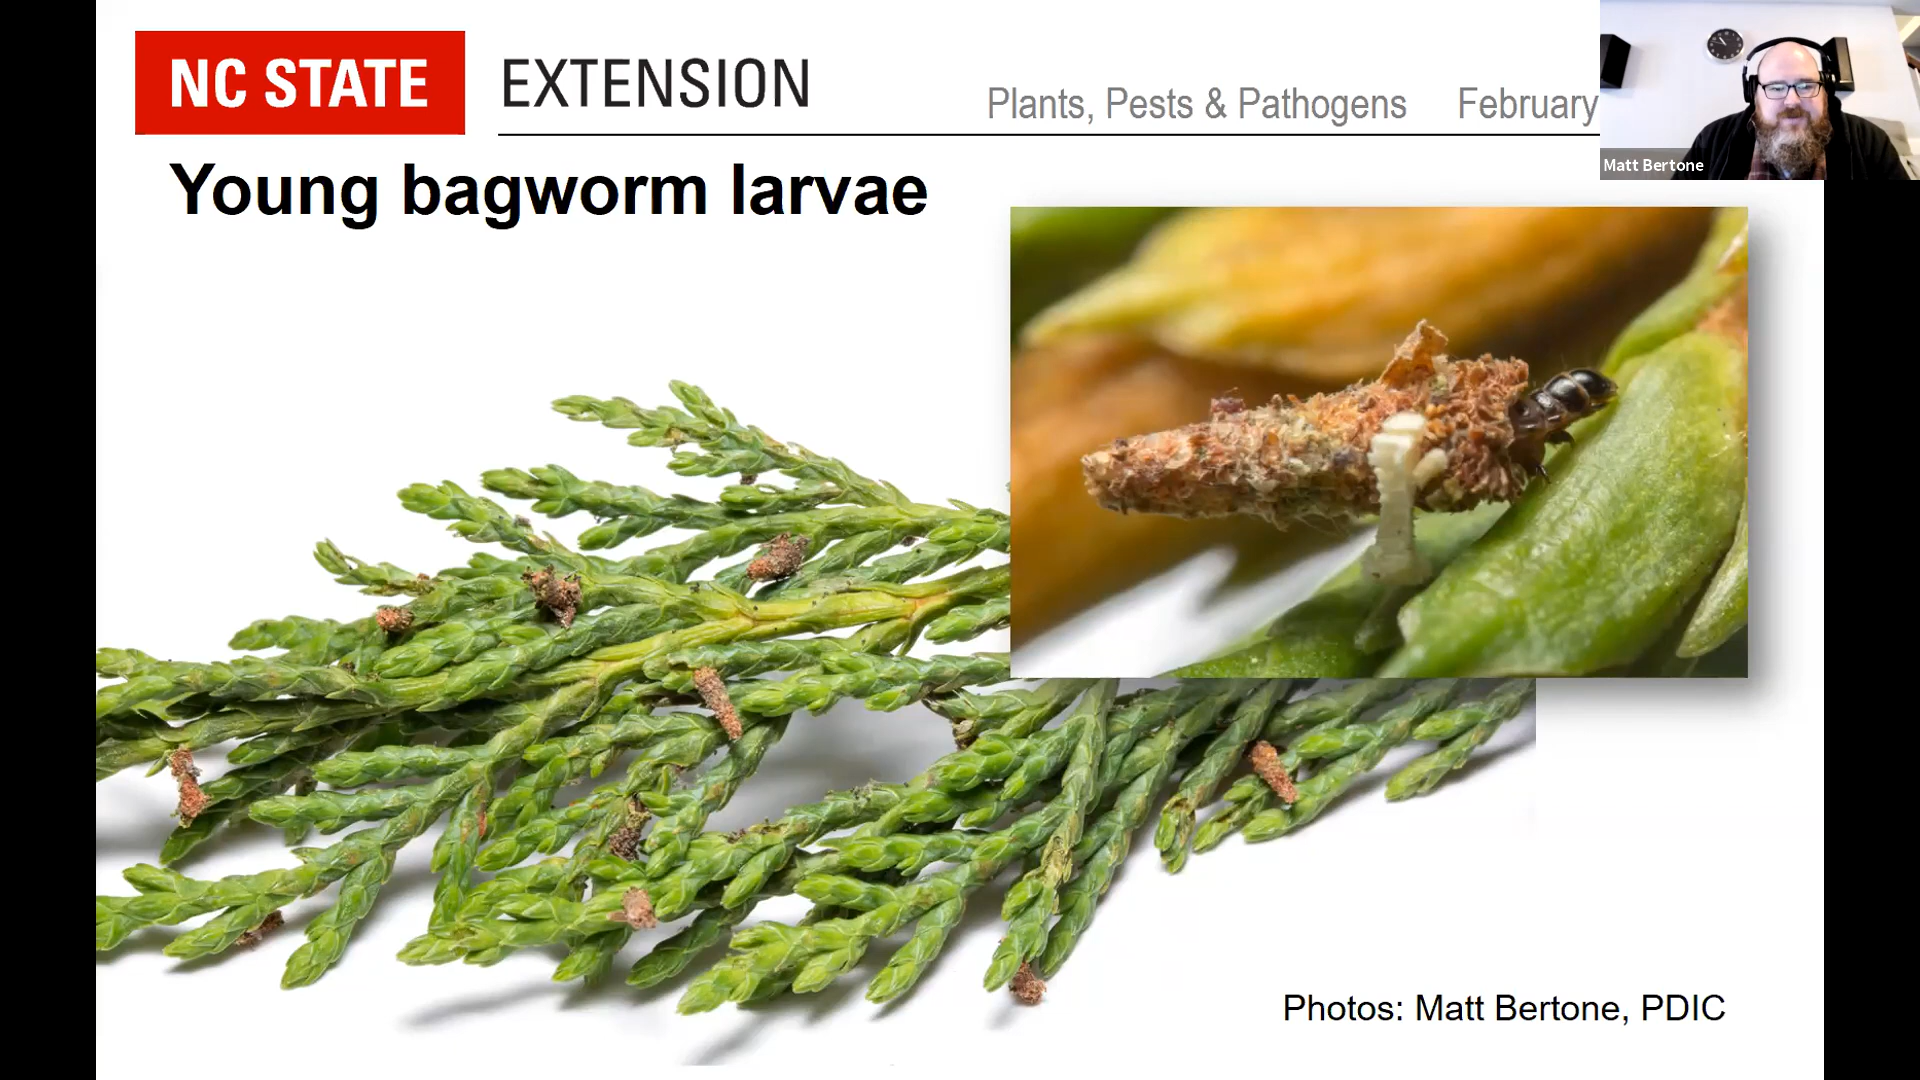 NC STATE EXTENSION
Plants, Pests & Pathogens February
Matt Bertone
Young bagworm larvae
Photos: Matt Bertone, PDIC